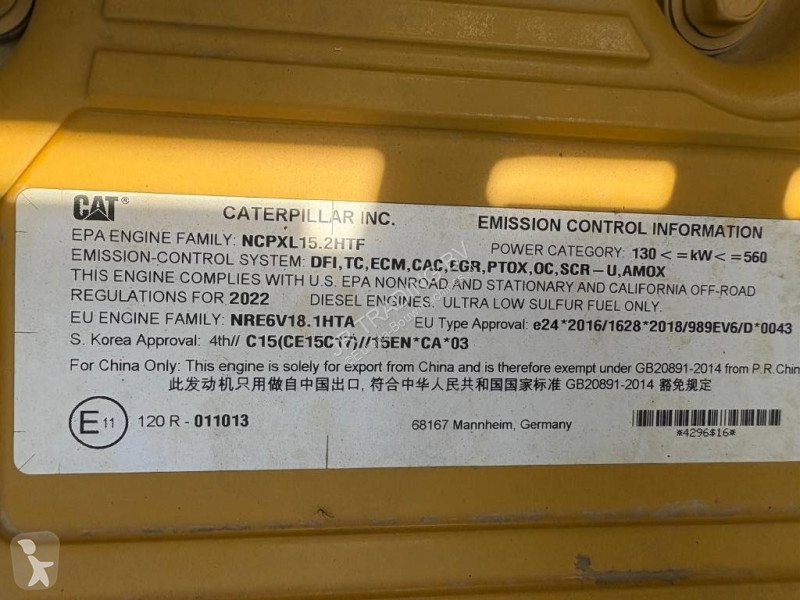 CAT®
CATERPILLAR INC.
EMISSION CONTROL INFORMATION
EPA ENGINE FAMILY: NCPXL15.2HTF
POWER CATEGORY: 130 <=kW<=560
EMISSION-CONTROL SYSTEM: DFI,TC,ECM,CAC,EGR,PTOX,OC,SCR-U,AMOX
THIS ENGINE COMPLIES WITH U.S. EPA NONROAD AND STATIONARY AND CALIFORNIA OFF-ROAD
REGULATIONS FOR 2022 DIESEL ENGINES. ULTRA LOW SULFUR FUEL ONLY.
EU ENGINE FAMILY: NRE6V18.1HTA EU Type Approval: e24*2016/1628*2018/989EV6/D*0043
S. Korea Approval: 4th// C15(CE15C17)//15EN*CA*03
For China Only: This engine is solely for export from China and is therefore exempt under GB20891-2014 from P.R.Chin
此发动机只用做自中国出口, 符合中华人民共和国国家标准 GB20891-2014 豁免规定
E 11 120 R - 011013
68167 Mannheim, Germany
*4296$16*
TRADING BV